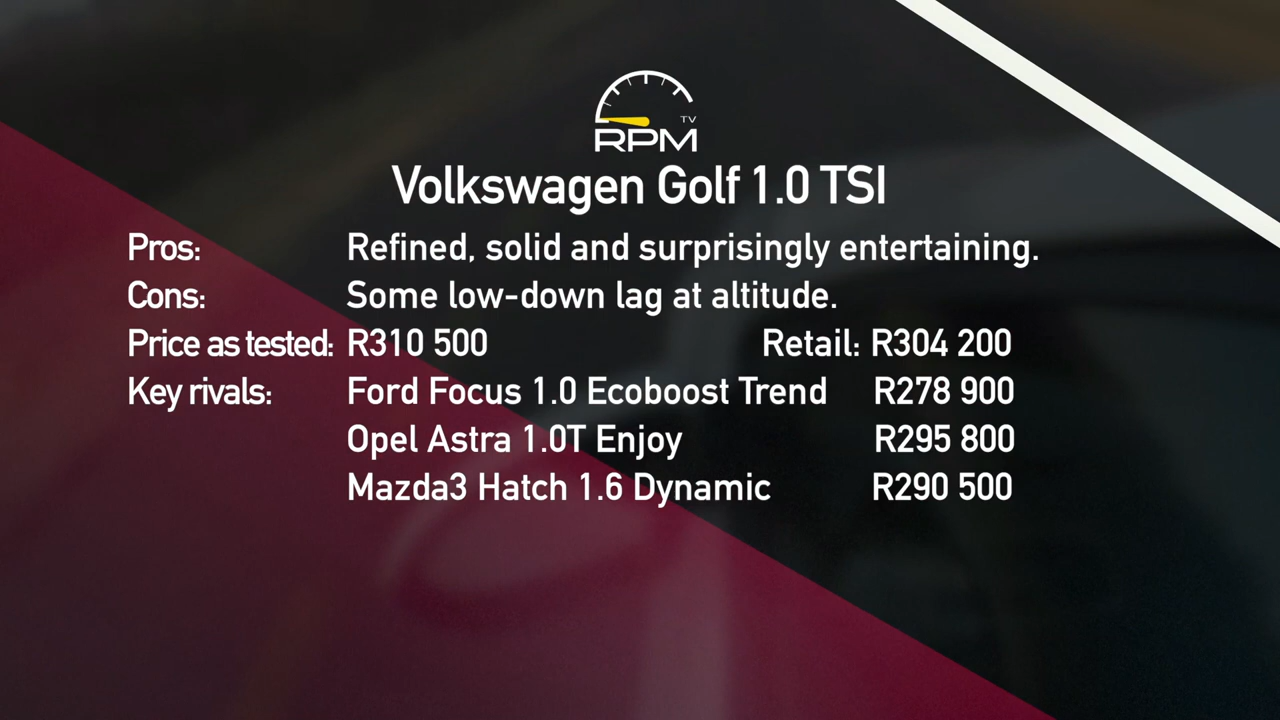 TV
RPM
Volkswagen Golf 1.0 TSI
Pros: Refined, solid and surprisingly entertaining.
Cons: Some low-down lag at altitude.
Price as tested: R310 500 Retail: R304 200
Key rivals: Ford Focus 1.0 Ecoboost Trend R278 900
Opel Astra 1.0T Enjoy R295 800
Mazda3 Hatch 1.6 Dynamic R290 500